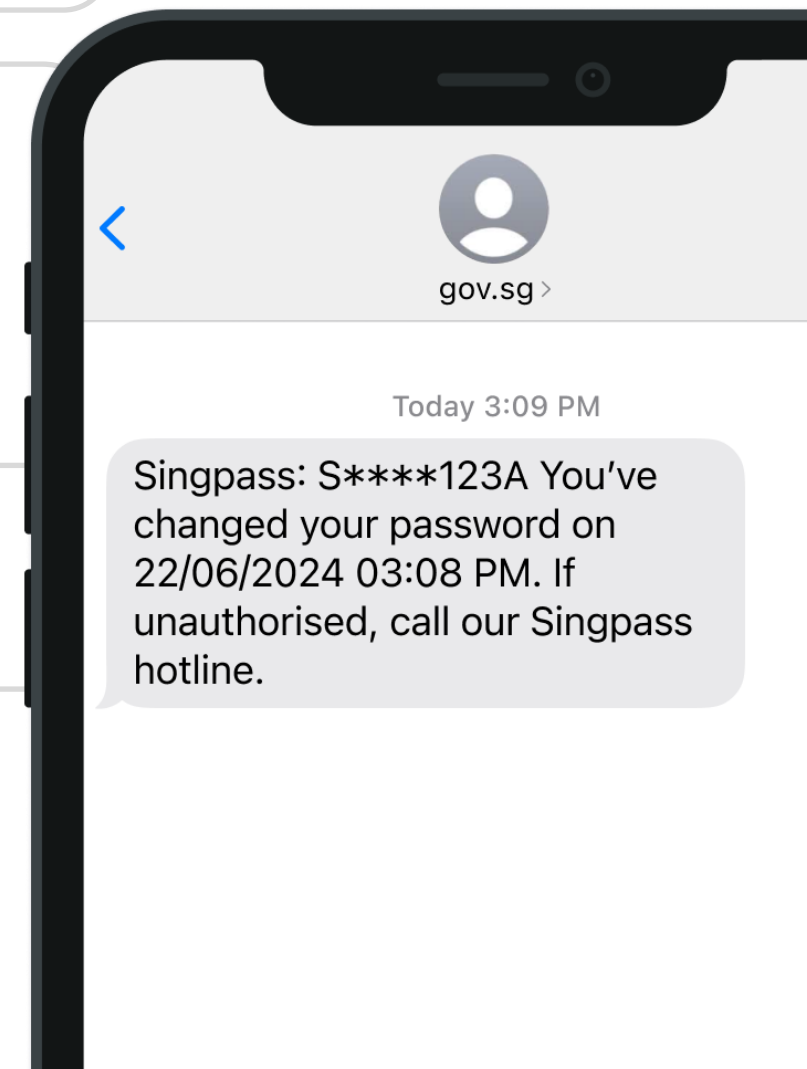 gov.sg
Today 3:09 PM
Singpass: S****123A You’ve
changed your password on
22/06/2024 03:08 PM. If
unauthorised, call our Singpass
hotline.